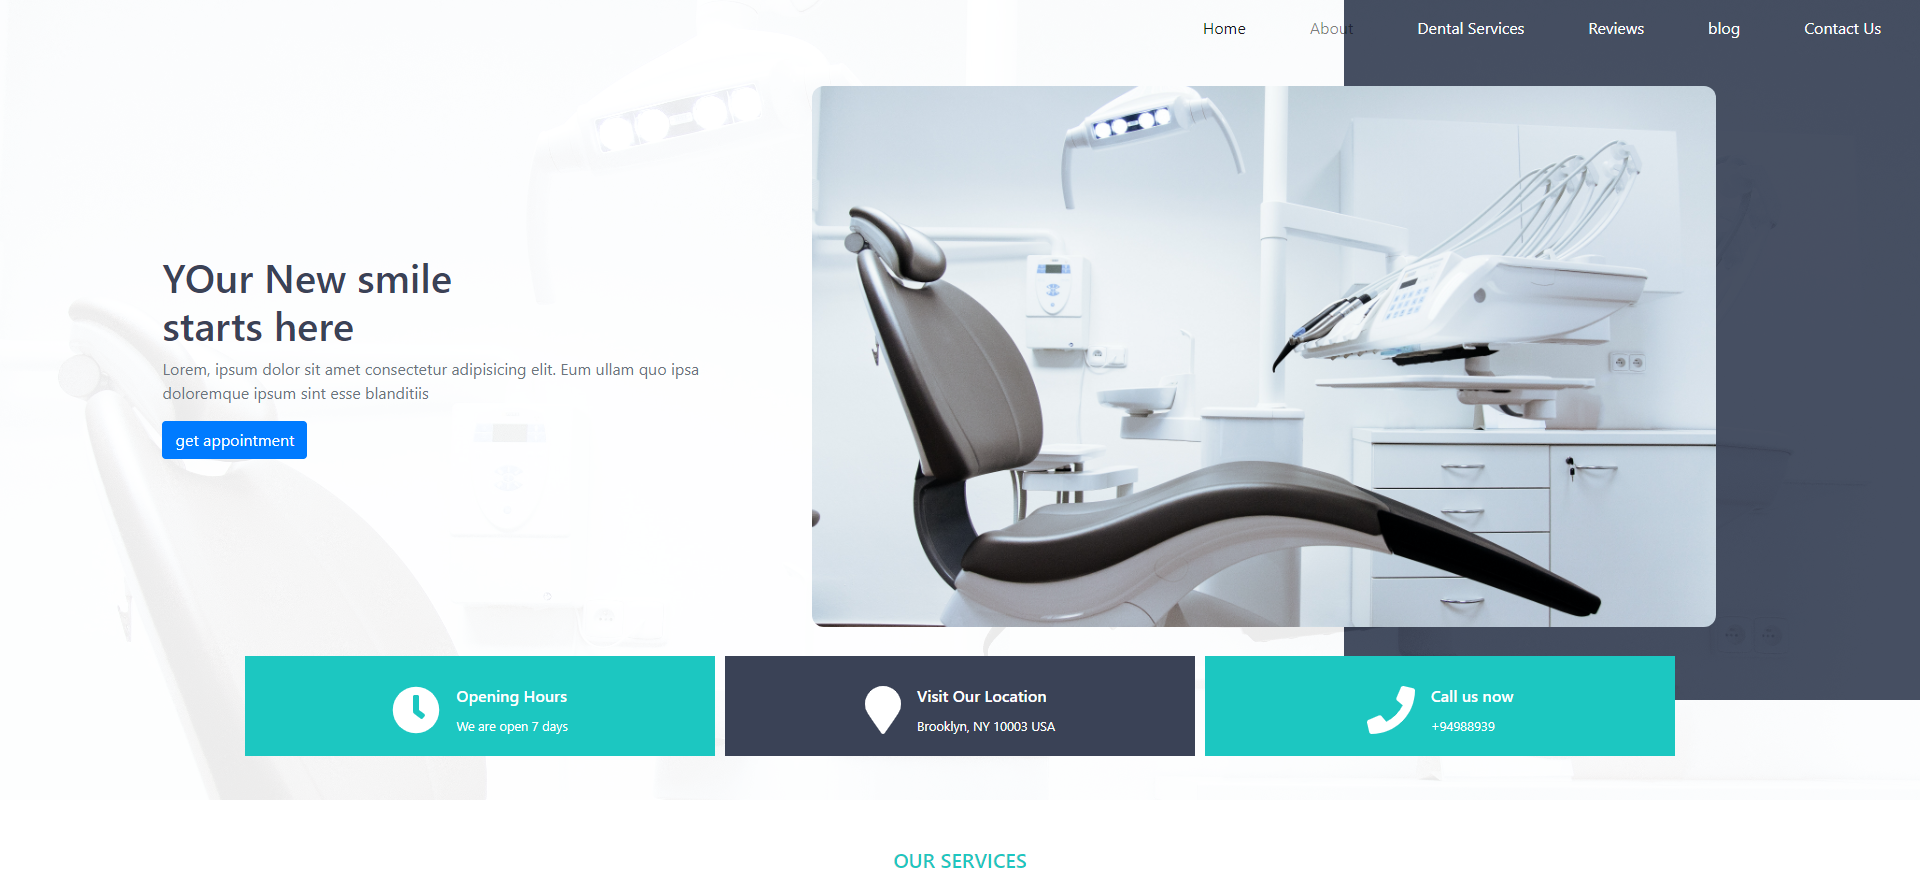 Home About Dental Services Reviews blog Contact Us
YOur New smile
starts here
Lorem, ipsum dolor sit amet consectetur adipisicing elit. Eum ullam quo ipsa
doloremque ipsum sint esse blanditiis
get appointment
Opening Hours
We are open 7 days
Visit Our Location
Brooklyn, NY 10003 USA
Call us now
+94988939
OUR SERVICES